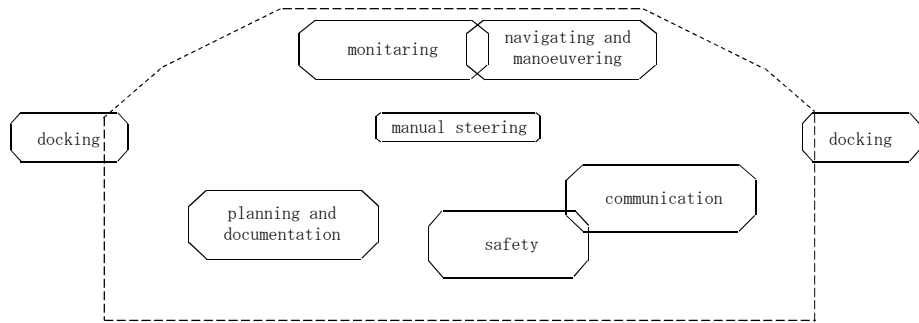 monitaring
navigating and
manoeuvering
manual steering
docking
docking
communication
planning and
documentation
safety